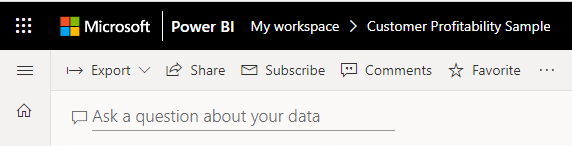 Microsoft Power BI My workspace > Customer Profitability Sample
Export Share Subscribe Comments Favorite ...
Ask a question about your data